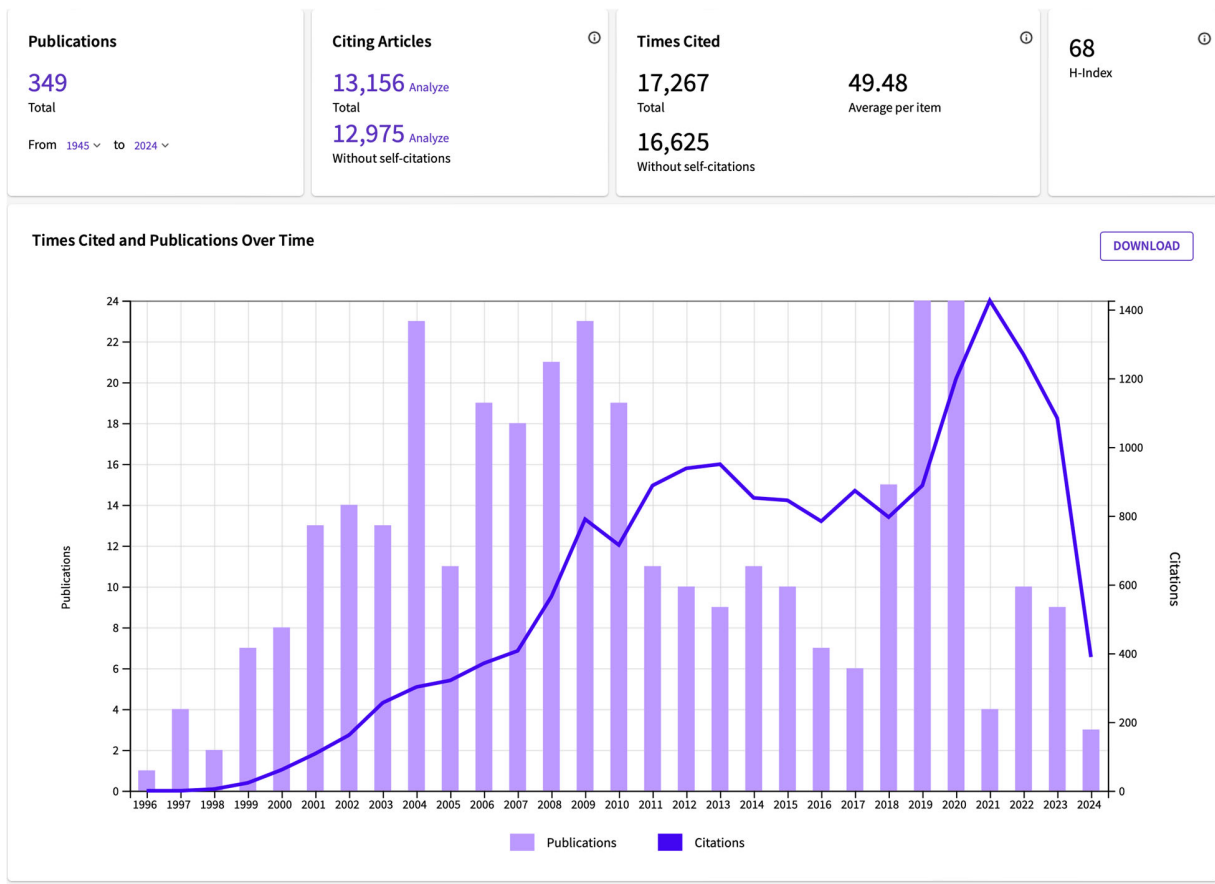 Publications
349
Total
From 1945 to 2024
Citing Articles
13,156 Analyze
Total
12,975 Analyze
Without self-citations
Times Cited
17,267
Total
16,625
Without self-citations
49.48
Average per item
68
H-Index
Times Cited and Publications Over Time
DOWNLOAD
24
22
20
18
16
14
12
10
8
6
4
2
0
Publications
1400
1200
1000
800
600
400
200
0
Citations
1996 1997 1998 1999 2000 2001 2002 2003 2004 2005 2006 2007 2008 2009 2010 2011 2012 2013 2014 2015 2016 2017 2018 2019 2020 2021 2022 2023 2024
Publications Citations